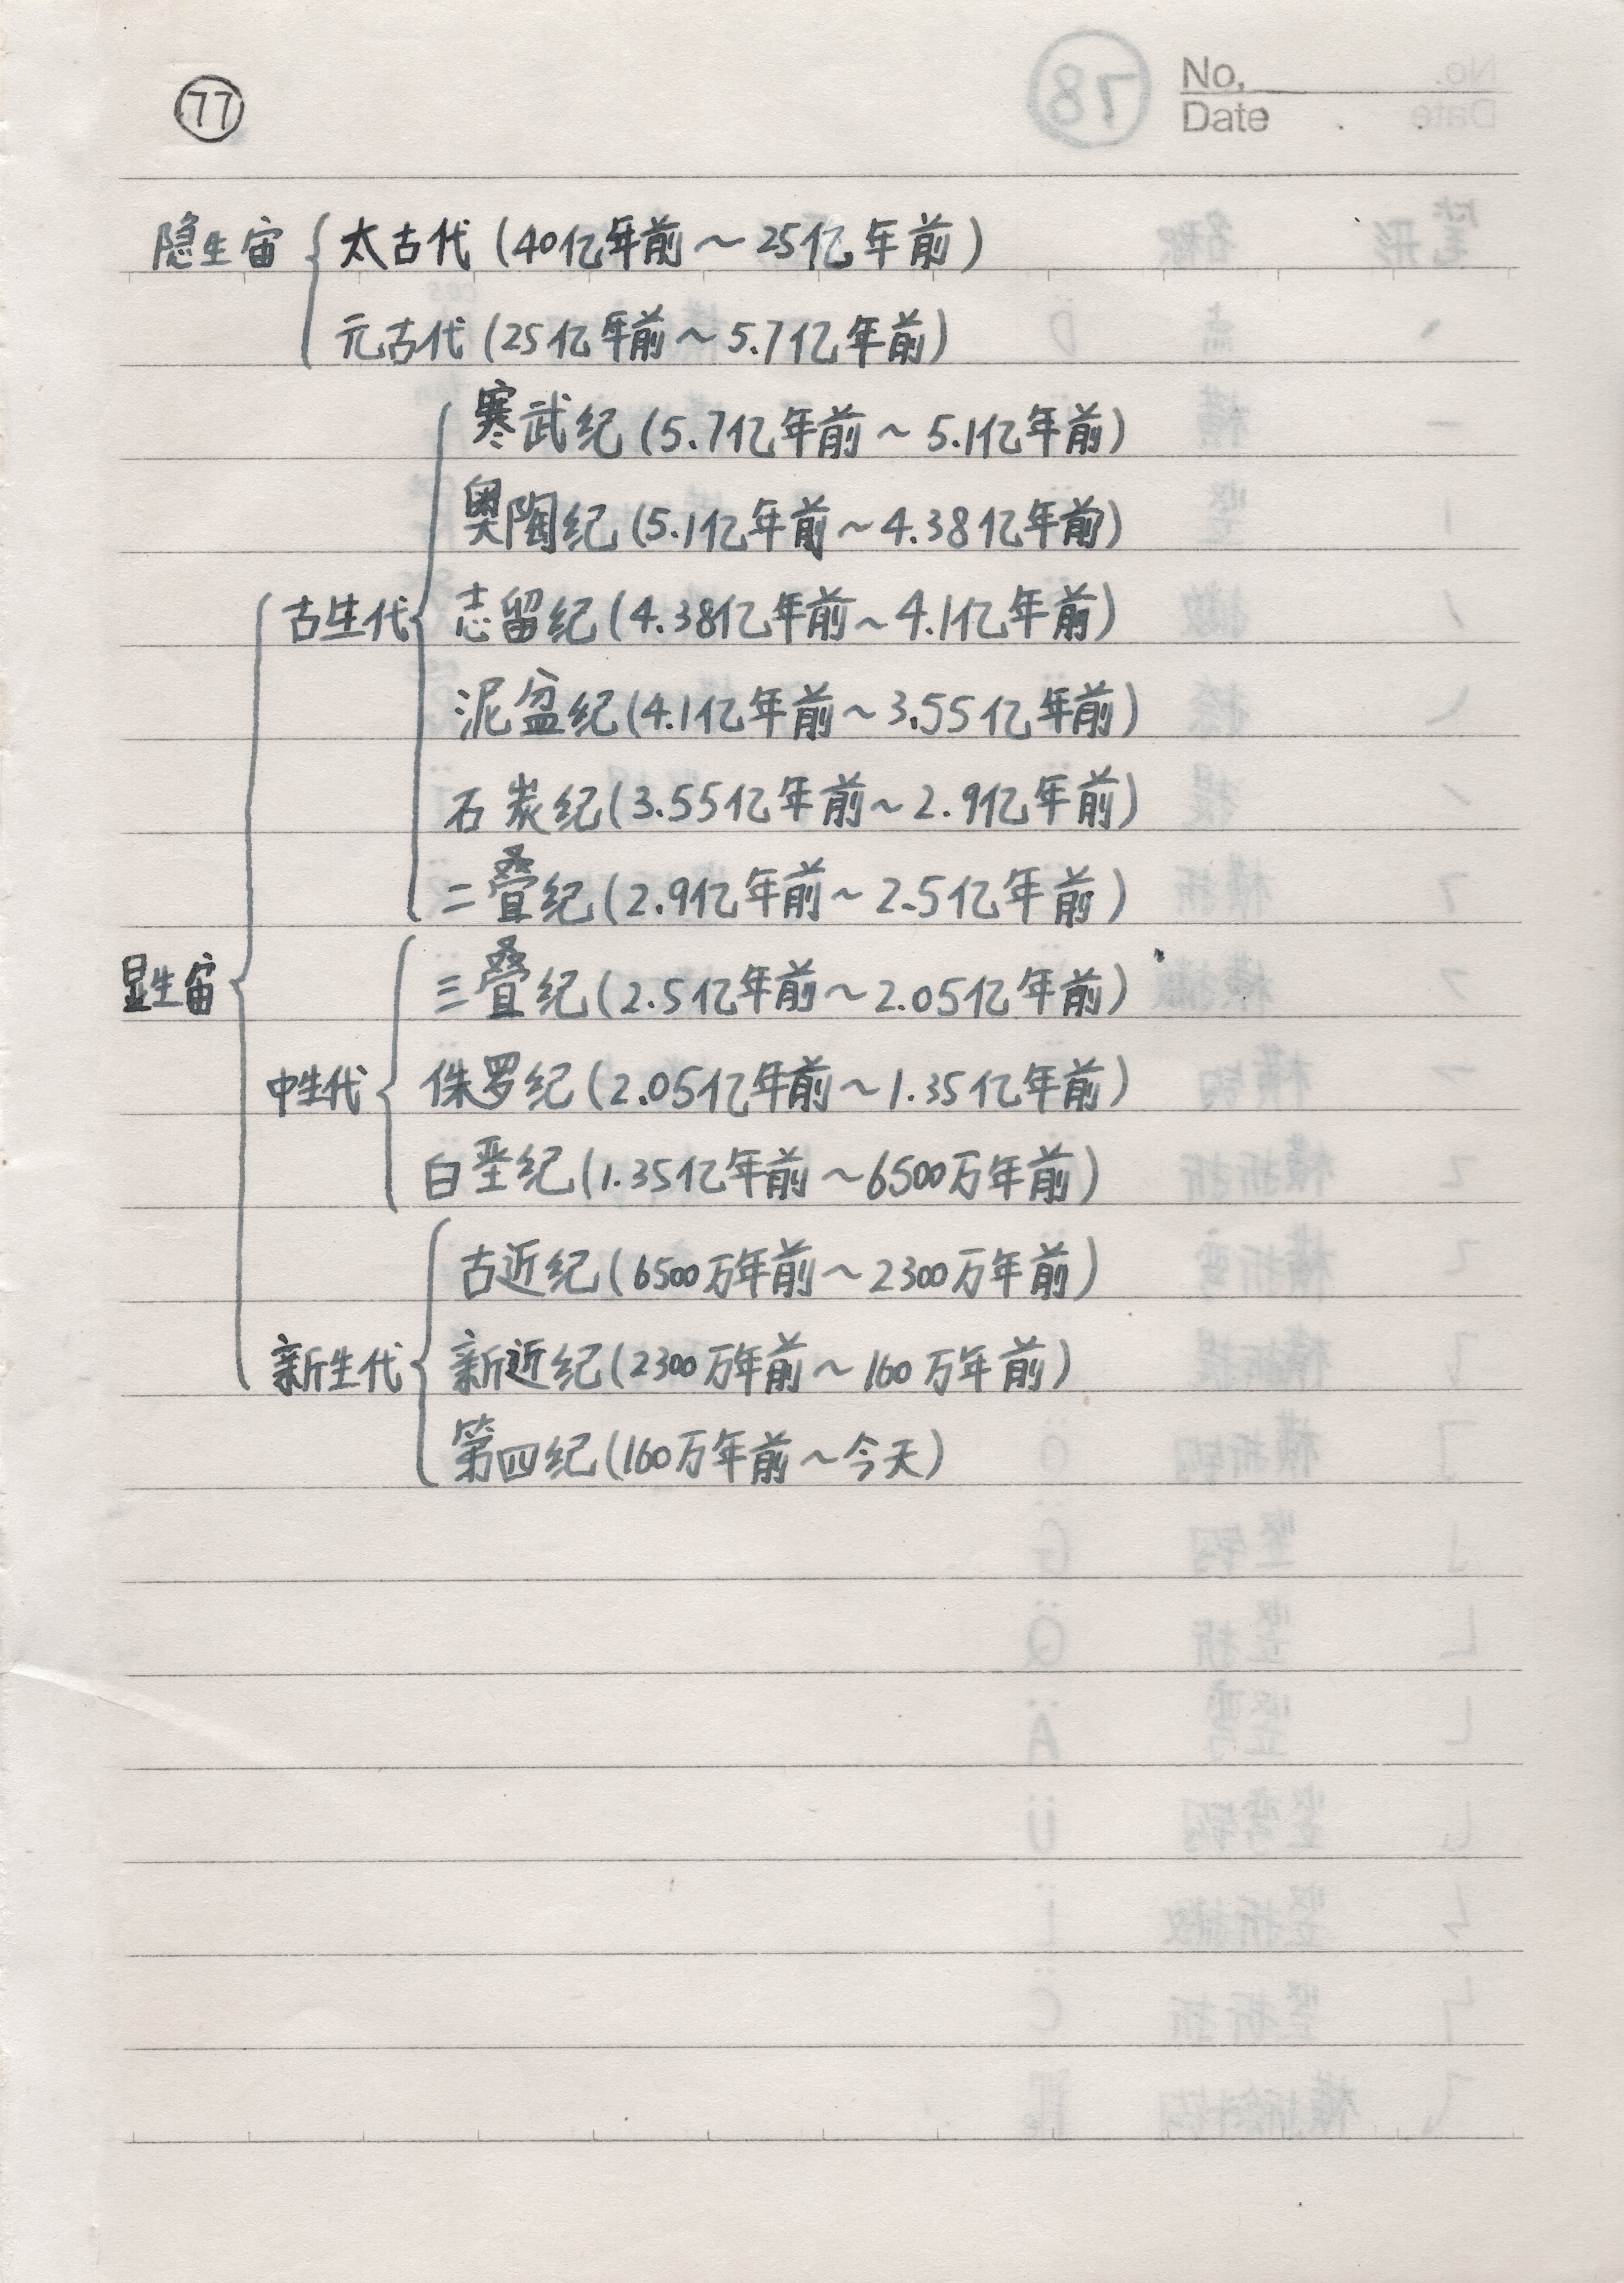 77
No.
Date
隐生宙 { 太古代 (40亿年前～25亿年前)
元古代 (25亿年前～5.7亿年前)
寒武纪 (5.7亿年前～5.1亿年前)
奥陶纪 (5.1亿年前～4.38亿年前)
古生代 { 志留纪 (4.38亿年前～4.1亿年前)
泥盆纪 (4.1亿年前～3.55亿年前)
石炭纪 (3.55亿年前～2.9亿年前)
二叠纪 (2.9亿年前～2.5亿年前)
显生宙 { 三叠纪 (2.5亿年前～2.05亿年前)
中生代 { 侏罗纪 (2.05亿年前～1.35亿年前)
白垩纪 (1.35亿年前～6500万年前)
古近纪 (6500万年前～2300万年前)
新生代 { 新近纪 (2300万年前～160万年前)
第四纪 (160万年前～今天)